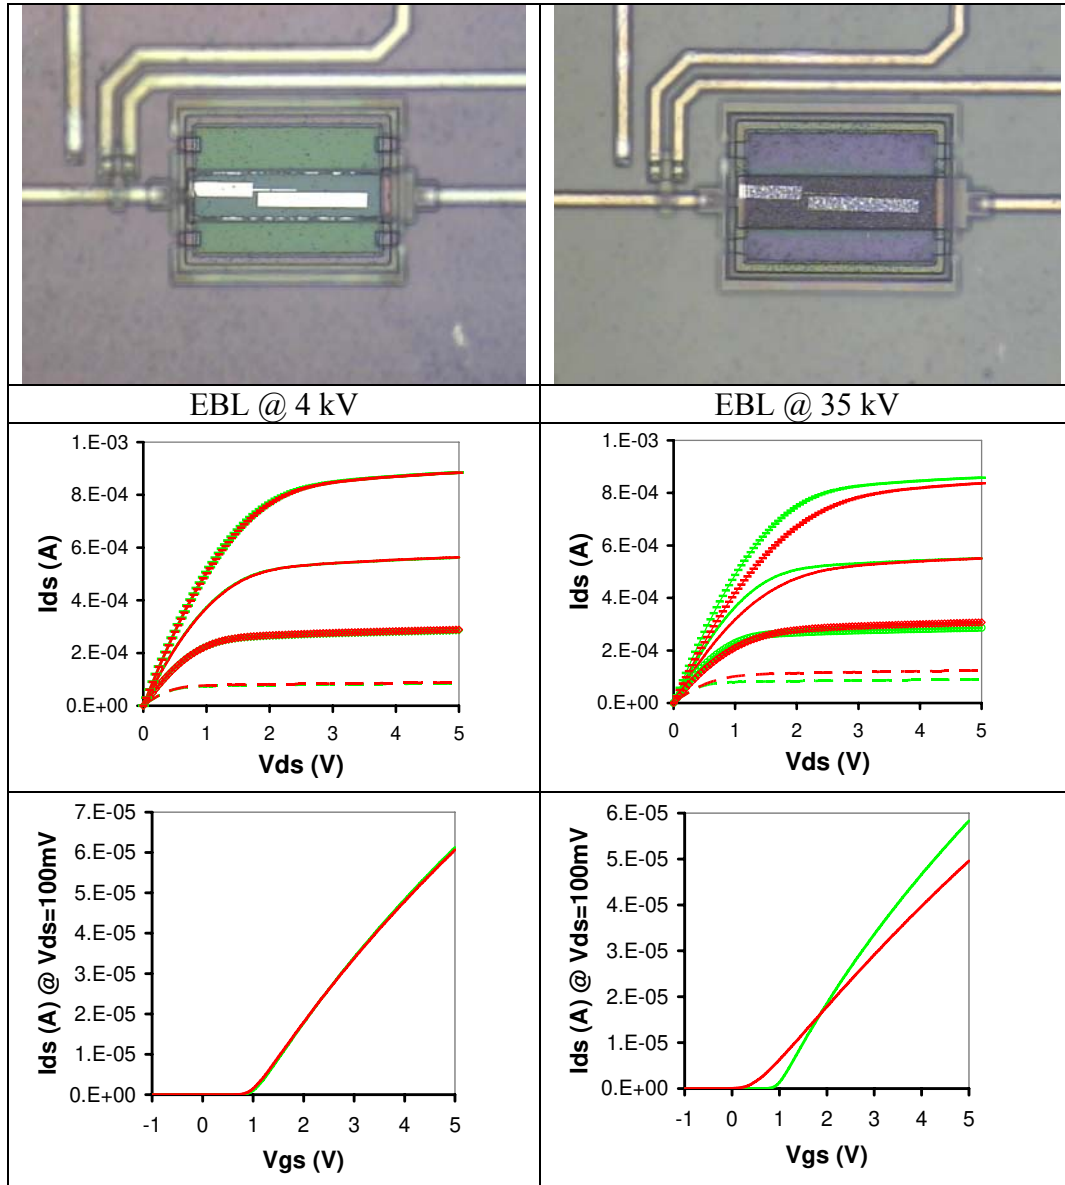 EBL @ 4 kV
EBL @ 35 kV
1.E-03
8.E-04
6.E-04
4.E-04
2.E-04
0.E+00
Ids (A)
0 1 2 3 4 5
Vds (V)
1.E-03
8.E-04
6.E-04
4.E-04
2.E-04
0.E+00
Ids (A)
0 1 2 3 4 5
Vds (V)
7.E-05
6.E-05
5.E-05
4.E-05
3.E-05
2.E-05
1.E-05
0.E+00
Ids (A) @ Vds=100mV
-1 0 1 2 3 4 5
Vgs (V)
6.E-05
5.E-05
4.E-05
3.E-05
2.E-05
1.E-05
0.E+00
Ids (A) @ Vds=100mV
-1 0 1 2 3 4 5
Vgs (V)